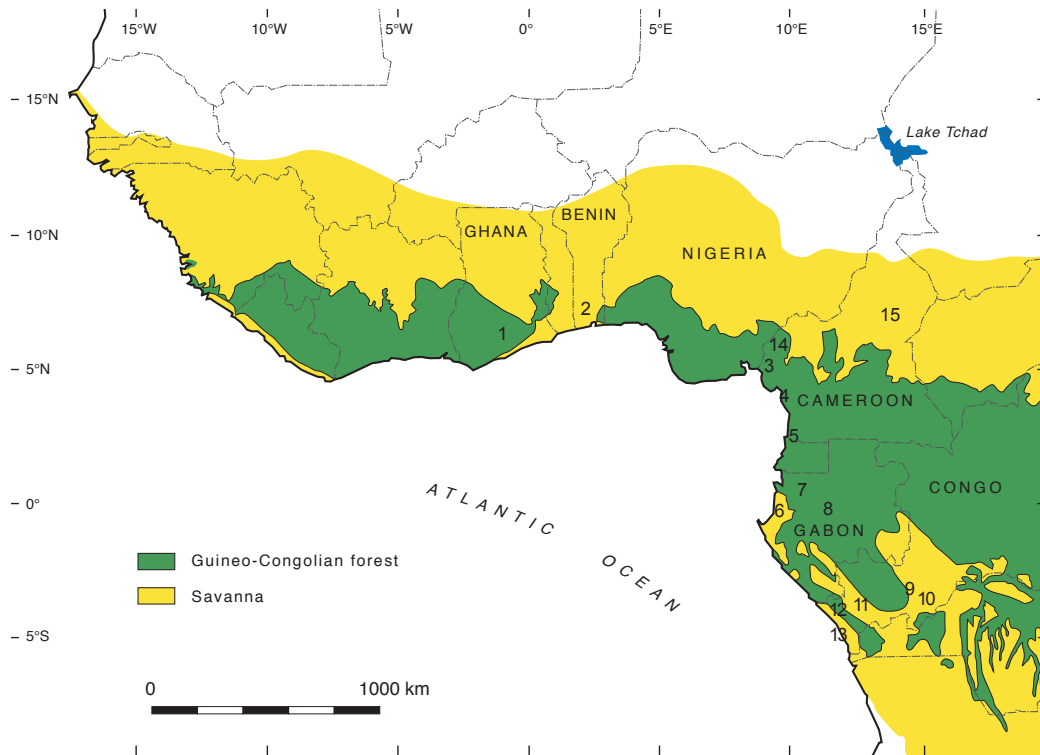 15°W 10°W 5°W 0° 5°E 10°E 15°E
15°N
Lake Tchad
10°N
BENIN
GHANA
NIGERIA
2
15
1
14
5°N
3
4
CAMEROON
5
7
CONGO
0°
6
8
ATLANTIC OCEAN
GABON
Guineo-Congolian forest
Savanna
9
10
11
12
5°S
13
0 1000 km